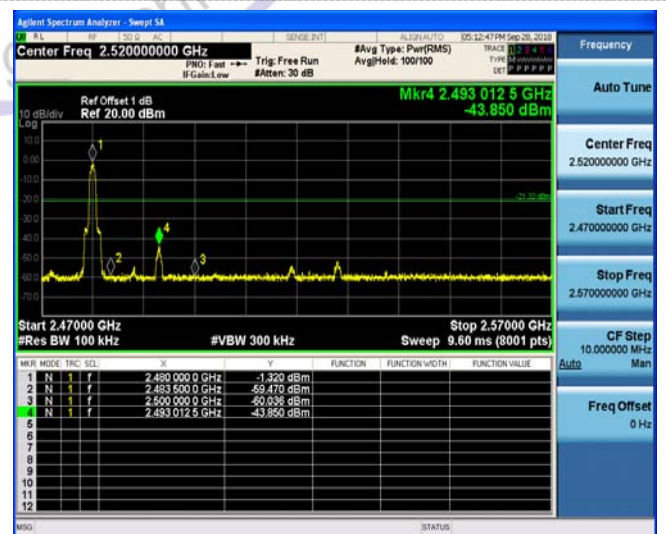 Agilent Spectrum Analyzer - Swept SA
RL RF 50 Ω AC SENSE:INT ALIGN AUTO 05:12:47 PM Sep 28, 2018
Center Freq 2.520000000 GHz #Avg Type: Pwr(RMS) TRACE 1 2 3 4 5 6
PNO: Fast Trig: Free Run Avg|Hold: 100/100 TYPE
IFGain:Low #Atten: 30 dB DET P P P P P P
Frequency
Mkr4 2.493 012 5 GHz
-43.850 dBm
Ref Offset 1 dB
10 dB/div Ref 20.00 dBm
Log
10.0
0.00
-10.0
-20.0
-30.0
-40.0
-50.0
-60.0
-70.0
1
2
3
4
Start 2.47000 GHz Stop 2.57000 GHz
#Res BW 100 kHz #VBW 300 kHz Sweep 9.60 ms (8001 pts)
MKR MODE TRC SCL X Y FUNCTION FUNCTION WIDTH FUNCTION VALUE
1 N 1 f 2.480 000 0 GHz -1.320 dBm
2 N 1 f 2.483 500 0 GHz -59.470 dBm
3 N 1 f 2.500 000 0 GHz -60.036 dBm
4 N 1 f 2.493 012 5 GHz -43.850 dBm
5
6
7
8
9
10
11
12
MSG STATUS
Auto Tune
Center Freq
2.520000000 GHz
Start Freq
2.470000000 GHz
Stop Freq
2.570000000 GHz
CF Step
10.000000 MHz
Auto Man
Freq Offset
0 Hz